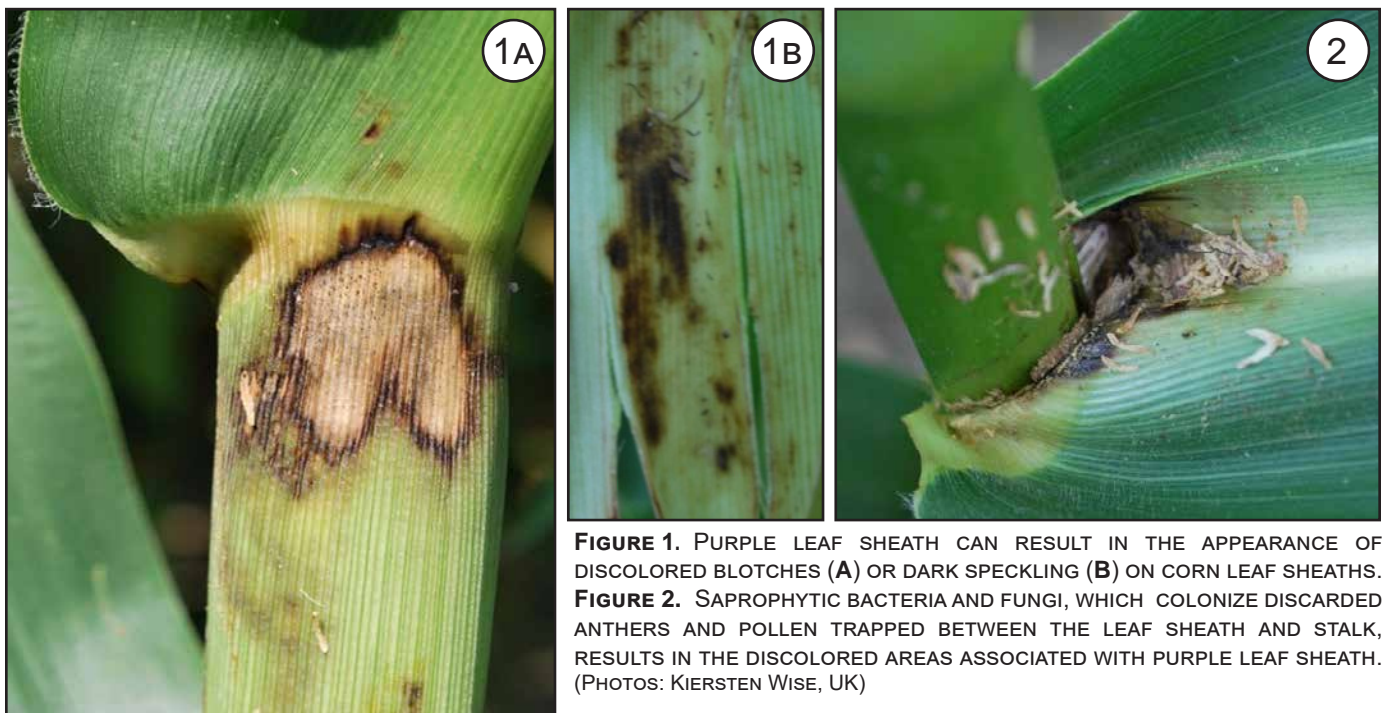 1A
1B
2
FIGURE 1. PURPLE LEAF SHEATH CAN RESULT IN THE APPEARANCE OF
DISCOLORED BLOTCHES (A) OR DARK SPECKLING (B) ON CORN LEAF SHEATHS.
FIGURE 2. SAPROPHYTIC BACTERIA AND FUNGI, WHICH COLONIZE DISCARDED
ANTHERS AND POLLEN TRAPPED BETWEEN THE LEAF SHEATH AND STALK,
RESULTS IN THE DISCOLORED AREAS ASSOCIATED WITH PURPLE LEAF SHEATH.
(PHOTOS: KIERSTEN WISE, UK)